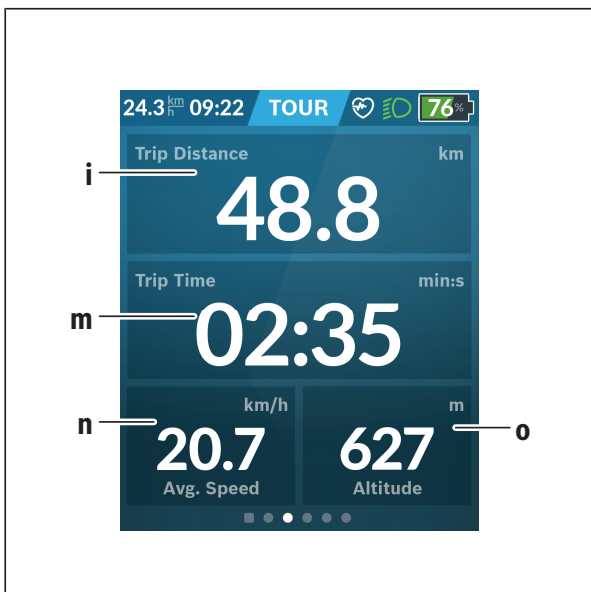 24.3 km/h 09:22 TOUR 76%
Trip Distance km
i
48.8
Trip Time min:s
m
02:35
km/h m
n o
20.7 627
Avg. Speed Altitude